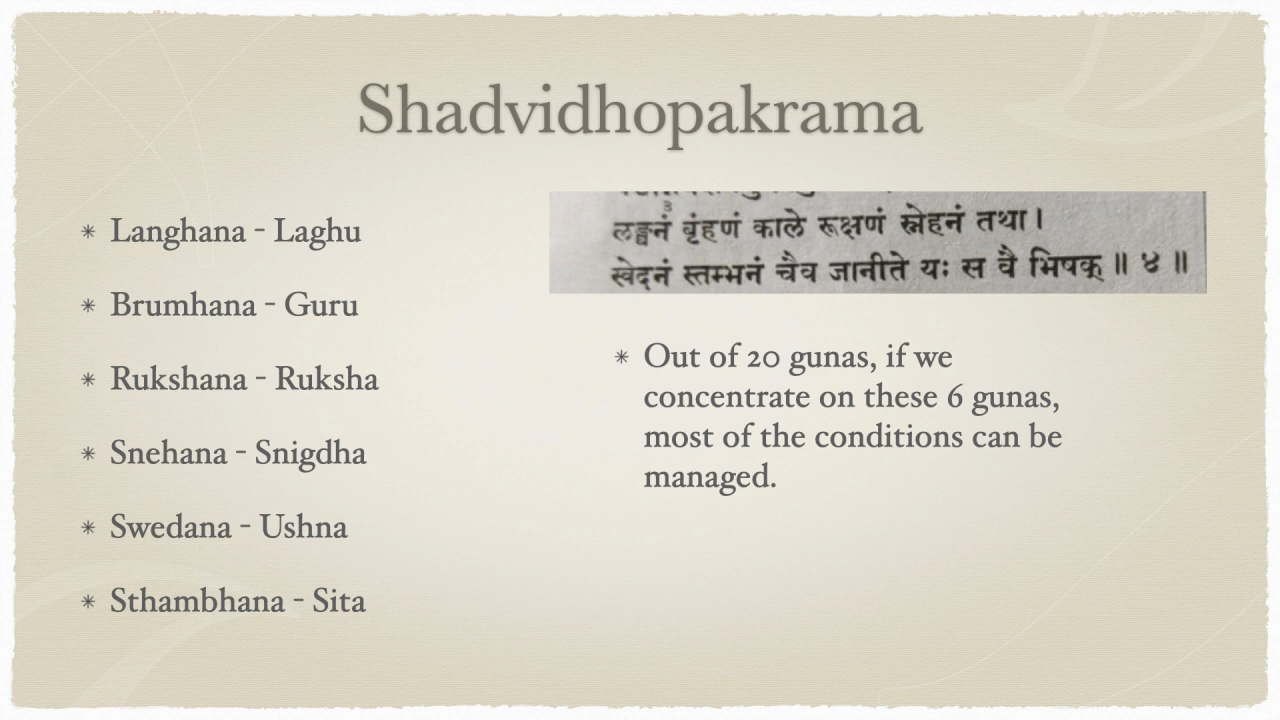 Shadvidhopakrama
* Langhana - Laghu
* Brumhana - Guru
* Rukshana - Ruksha
* Snehana - Snigdha
* Swedana - Ushna
* Sthambhana - Sita
लङ्घनं३ बृंहणं काले रूक्षणं स्नेहनं तथा।
स्वेदनं स्तम्भनं चैव जानीते यः स वै भिषक् ॥ ४ ॥
* Out of 20 gunas, if we
concentrate on these 6 gunas,
most of the conditions can be
managed.